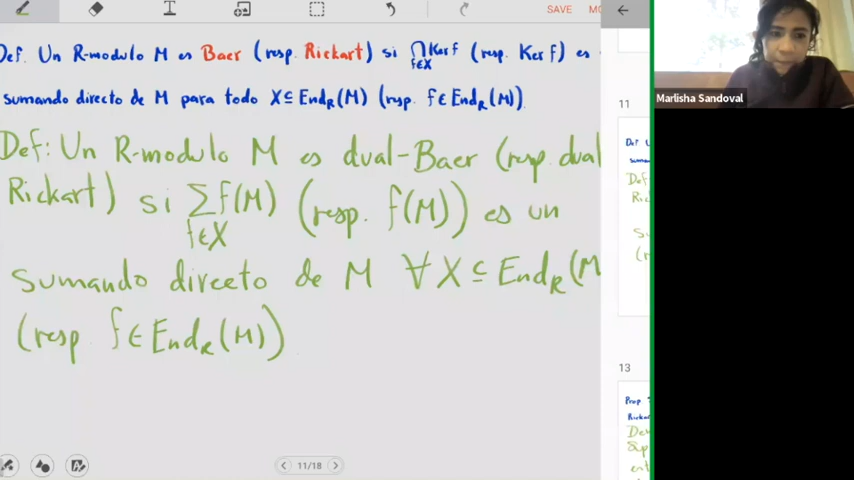 SAVE
Def. Un R-modulo M es Baer (resp. Rickart) si ⋂ Ker f (resp. Ker f) es
f∈X
sumando directo de M para todo X⊆End_R(M) (resp. f∈End_R(M))
Def: Un R-modulo M es dual-Baer (resp. dual
Rickart) si ∑ f(M) (resp. f(M)) es un
f∈X
sumando directo de M ∀X⊆End_R(M
(resp. f∈End_R(M))
11/18
11
13
Prop
Marlisha Sandoval